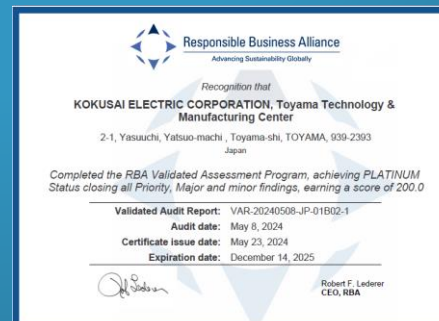 Responsible Business Alliance
Advancing Sustainability Globally
Recognition that
KOKUSAI ELECTRIC CORPORATION, Toyama Technology &
Manufacturing Center
2-1, Yasuuchi, Yatsuo-machi , Toyama-shi, TOYAMA, 939-2393
Japan
Completed the RBA Validated Assessment Program, achieving PLATINUM
Status closing all Priority, Major and minor findings, earning a score of 200.0
Validated Audit Report: VAR-20240508-JP-01B02-1
Audit date: May 8, 2024
Certificate issue date: May 23, 2024
Expiration date: December 14, 2025
Robert F. Lederer
CEO, RBA